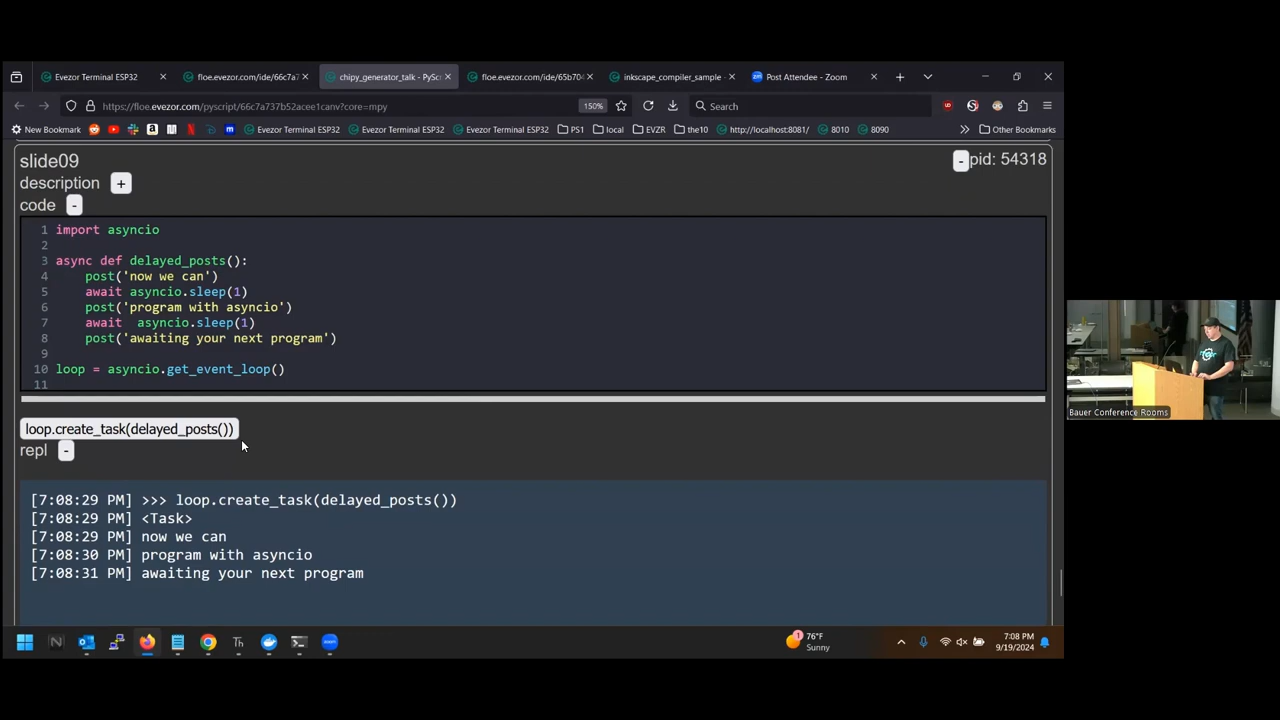 Evezor Terminal ESP32
floe.evezor.com/ide/66c7a7
chipy_generator_talk - PyScr
floe.evezor.com/ide/65b704
inkscape_compiler_sample -
Post Attendee - Zoom
https://floe.evezor.com/pyscript/66c7a737b52acee1canv?core=mpy
150%
Search
New Bookmark
Evezor Terminal ESP32
Evezor Terminal ESP32
Evezor Terminal ESP32
PS1
local
EVZR
the10
http://localhost:8081/
8010
8090
Other Bookmarks
slide09
- pid: 54318
description +
code -
1 import asyncio
2
3 async def delayed_posts():
4     post('now we can')
5     await asyncio.sleep(1)
6     post('program with asyncio')
7     await  asyncio.sleep(1)
8     post('awaiting your next program')
9
10 loop = asyncio.get_event_loop()
11
loop.create_task(delayed_posts())
repl -
[7:08:29 PM] >>> loop.create_task(delayed_posts())
[7:08:29 PM] <Task>
[7:08:29 PM] now we can
[7:08:30 PM] program with asyncio
[7:08:31 PM] awaiting your next program
Bauer Conference Rooms
76°F
Sunny
7:08 PM
9/19/2024